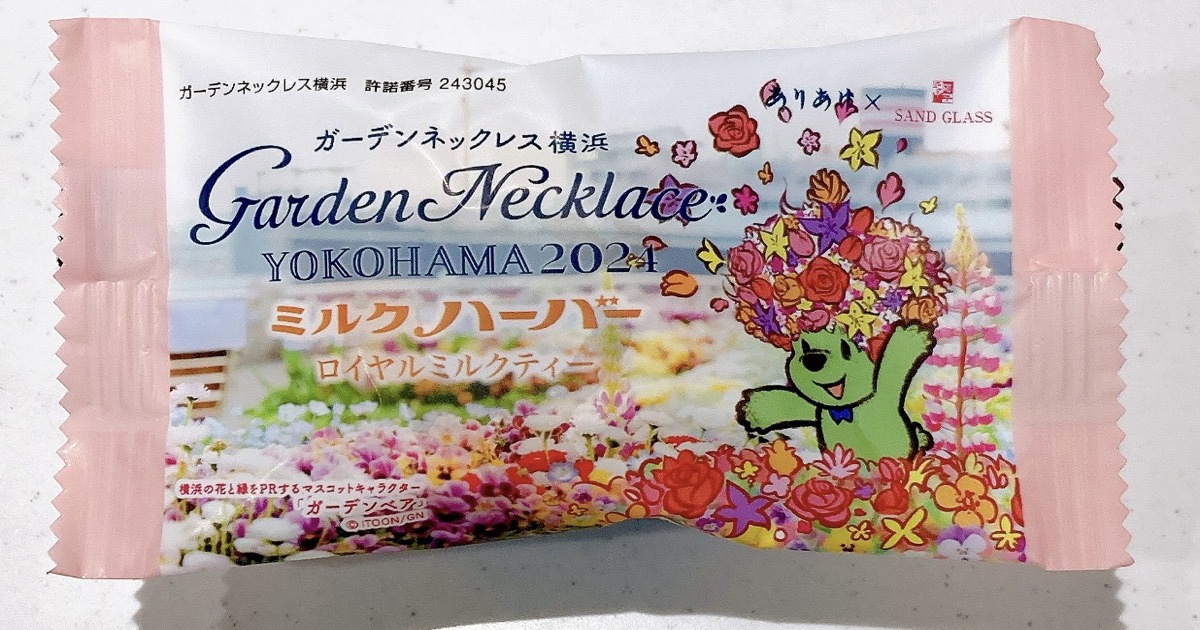 ガーデンネックレス横浜 許諾番号 243045
ありあけ×
SAND GLASS
ガーデンネックレス横浜
Garden Necklace
YOKOHAMA 2024
ミルクハーバー
ロイヤルミルクティー
横浜の花と緑をPRするマスコットキャラクター
「ガーデンベア」
© ITOON/GN